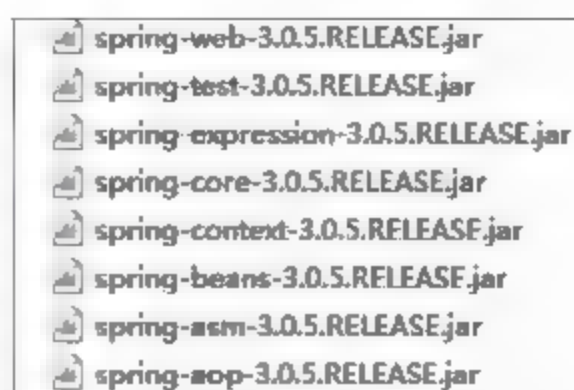 spring-web-3.0.5.RELEASE.jar
spring-test-3.0.5.RELEASE.jar
spring-expression-3.0.5.RELEASE.jar
spring-core-3.0.5.RELEASE.jar
spring-context-3.0.5.RELEASE.jar
spring-beans-3.0.5.RELEASE.jar
spring-asm-3.0.5.RELEASE.jar
spring-aop-3.0.5.RELEASE.jar